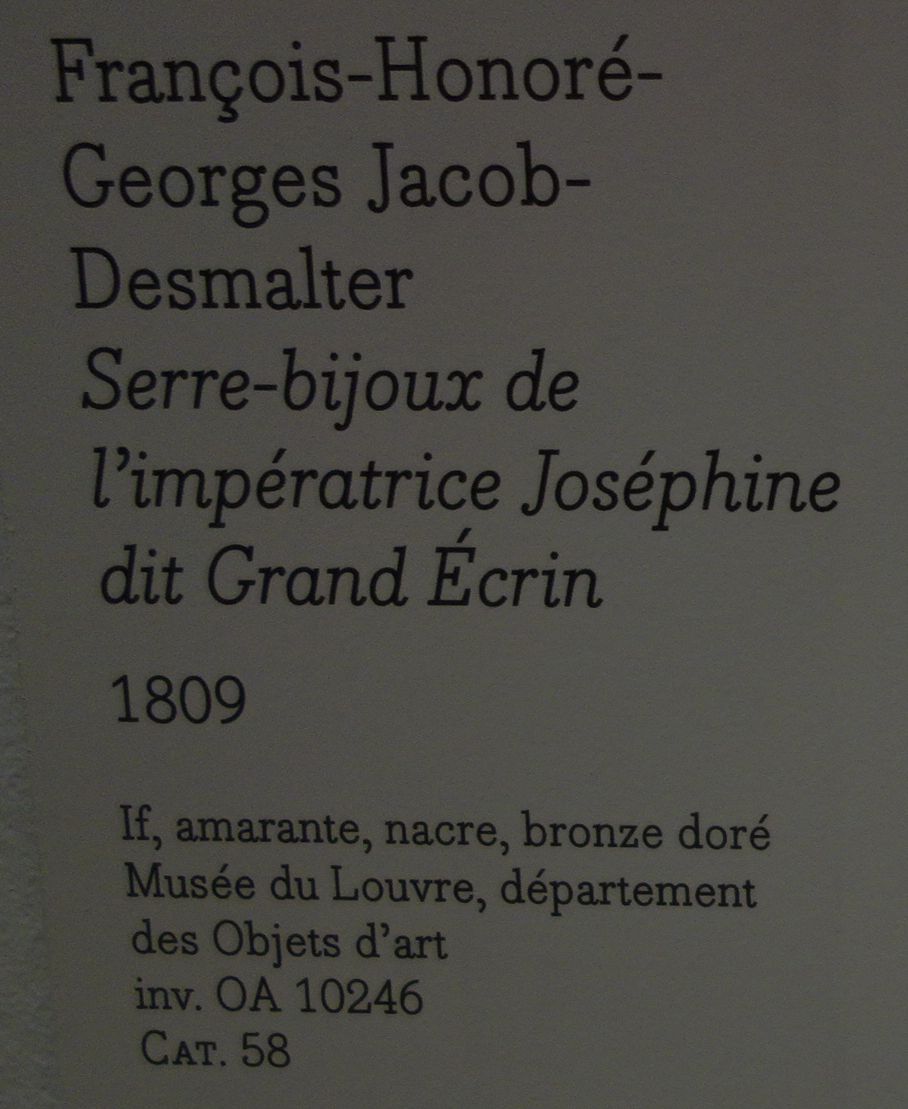 François-Honoré-
Georges Jacob-
Desmalter
Serre-bijoux de
l’impératrice Joséphine
dit Grand Écrin
1809
If, amarante, nacre, bronze doré
Musée du Louvre, département
des Objets d’art
inv. OA 10246
CAT. 58